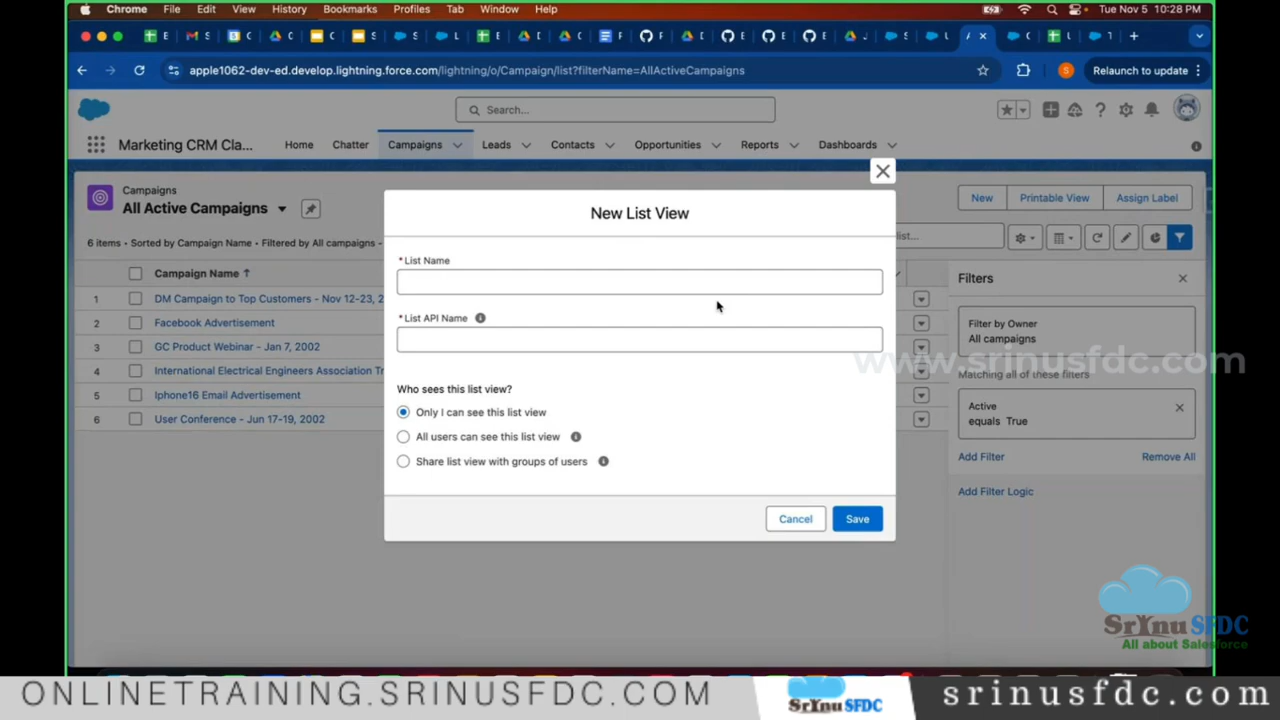 Chrome File Edit View History Bookmarks Profiles Tab Window Help Tue Nov 5 10:28 PM
apple1062-dev-ed.develop.lightning.force.com/lightning/o/Campaign/list?filterName=AllActiveCampaigns Relaunch to update
Search...
Marketing CRM Cla... Home Chatter Campaigns Leads Contacts Opportunities Reports Dashboards
Campaigns
All Active Campaigns
New Printable View Assign Label
6 items • Sorted by Campaign Name • Filtered by All campaigns -
list...
Campaign Name
1 DM Campaign to Top Customers - Nov 12-23, 2
2 Facebook Advertisement
3 GC Product Webinar - Jan 7, 2002
4 International Electrical Engineers Association Tr
5 Iphone16 Email Advertisement
6 User Conference - Jun 17-19, 2002
New List View
* List Name
* List API Name
Who sees this list view?
Only I can see this list view
All users can see this list view
Share list view with groups of users
Cancel Save
Filters
Filter by Owner
All campaigns
www.srinusfdc.com
Matching all of these filters
Active
equals True
Add Filter Remove All
Add Filter Logic
SrYnu SFDC
All about Salesforce
ONLINETRAINING.SRINUSFDC.COM
SrYnu SFDC
srinusfdc.com